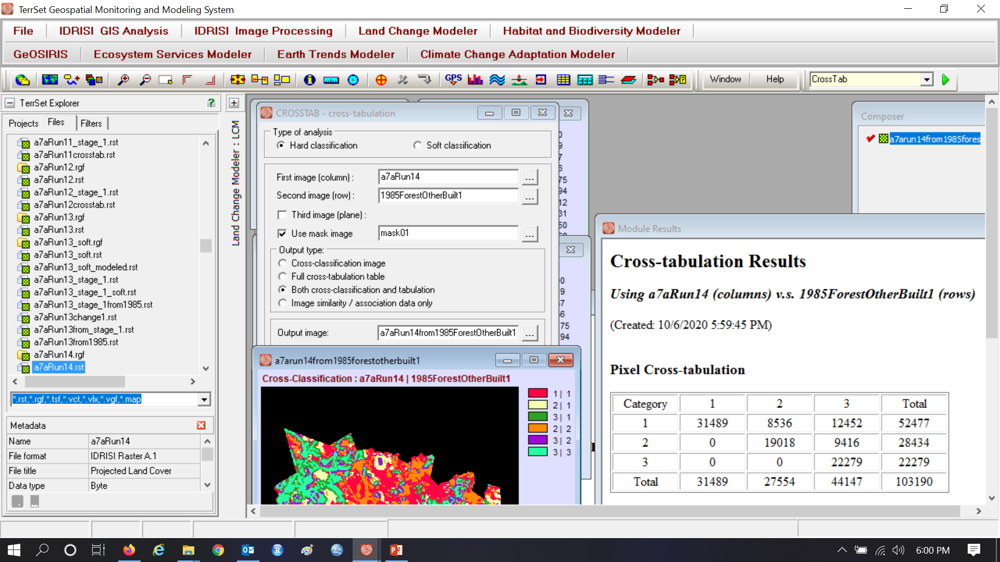 TerrSet Geospatial Monitoring and Modeling System
File IDRISI GIS Analysis IDRISI Image Processing Land Change Modeler Habitat and Biodiversity Modeler
GeOSIRIS Ecosystem Services Modeler Earth Trends Modeler Climate Change Adaptation Modeler
GPS Window Help CrossTab
TerrSet Explorer ?
Projects Files Filters
a7aRun11_stage_1.rst
a7aRun11crosstab.rst
a7aRun12.rgf
a7aRun12.rst
a7aRun12_stage_1.rst
a7aRun12crosstab.rst
a7aRun13.rgf
a7aRun13.rst
a7aRun13_soft.rgf
a7aRun13_soft.rst
a7aRun13_soft_modeled.rst
a7aRun13_stage_1.rst
a7aRun13_stage_1_soft.rst
a7aRun13_stage_1from1985.rst
a7aRun13change1.rst
a7aRun13from_stage_1.rst
a7aRun13from1985.rst
a7aRun14.rgf
a7aRun14.rst
*.rst,*.rgf,*.tsf,*.vct,*.vlx,*.vgf,*.map
Metadata
Name a7aRun14
File format IDRISI Raster A.1
File title Projected Land Cover
Data type Byte
Land Change Modeler : LCM
CROSSTAB - cross-tabulation
Type of analysis
Hard classification Soft classification
First image (column) : a7aRun14 ...
Second image (row) : 1985ForestOtherBuilt1 ...
Third image (plane) :
Use mask image mask01 ...
Output type:
Cross-classification image
Full cross-tabulation table
Both cross-classification and tabulation
Image similarity / association data only
Output image: a7aRun14from1985ForestOtherBuilt1 ...
75
94
12
31
50
75
94
a7arun14from1985forestotherbuilt1
Cross-Classification : a7aRun14 | 1985ForestOtherBuilt1
1 | 1
2 | 1
3 | 1
2 | 2
3 | 2
3 | 3
Composer
a7arun14from1985fores
Module Results
Cross-tabulation Results
Using a7aRun14 (columns) v.s. 1985ForestOtherBuilt1 (rows)
(Created: 10/6/2020 5:59:45 PM)
Pixel Cross-tabulation
Category 1 2 3 Total
1 31489 8536 12452 52477
2 0 19018 9416 28434
3 0 0 22279 22279
Total 31489 27554 44147 103190
6:00 PM